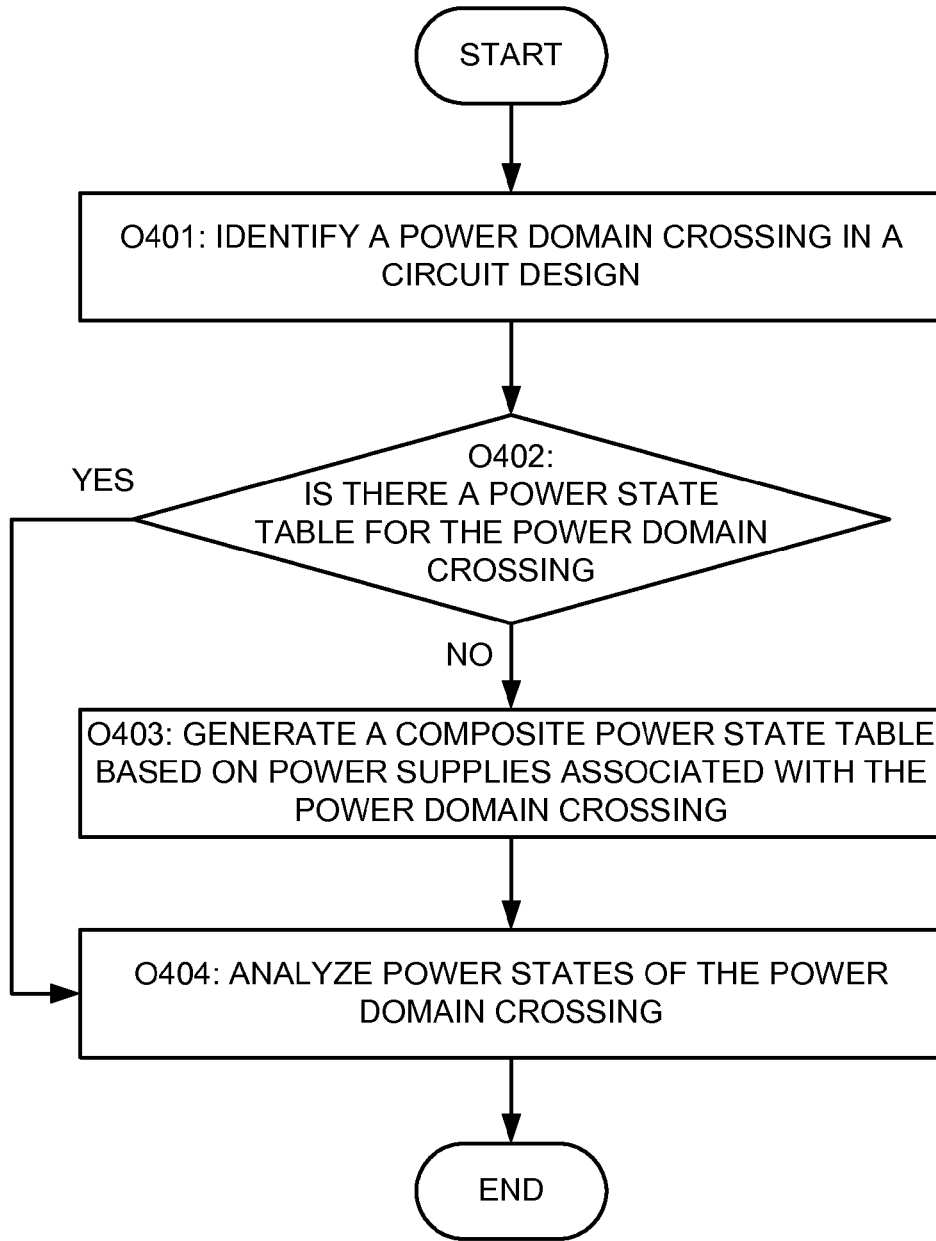 START
O401: IDENTIFY A POWER DOMAIN CROSSING IN A
CIRCUIT DESIGN
O402:
IS THERE A POWER STATE
TABLE FOR THE POWER DOMAIN
CROSSING
YES
NO
O403: GENERATE A COMPOSITE POWER STATE TABLE
BASED ON POWER SUPPLIES ASSOCIATED WITH THE
POWER DOMAIN CROSSING
O404: ANALYZE POWER STATES OF THE POWER
DOMAIN CROSSING
END